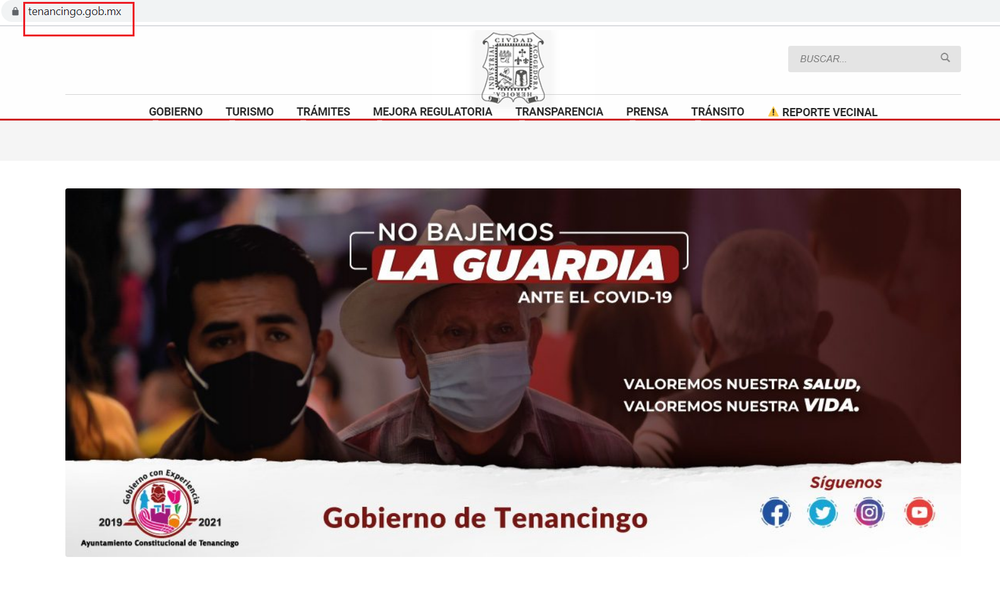 tenancingo.gob.mx
CIVDAD
INDVSTRIAL
ACOGEDORA
HEROICA.
BUSCAR...
GOBIERNO TURISMO TRÁMITES MEJORA REGULATORIA TRANSPARENCIA PRENSA TRÁNSITO REPORTE VECINAL
NO BAJEMOS
LA GUARDIA
ANTE EL COVID-19
VALOREMOS NUESTRA SALUD,
VALOREMOS NUESTRA VIDA.
Gobierno con Experiencia
2019 2021
Ayuntamiento Constitucional de Tenancingo
Gobierno de Tenancingo
Síguenos